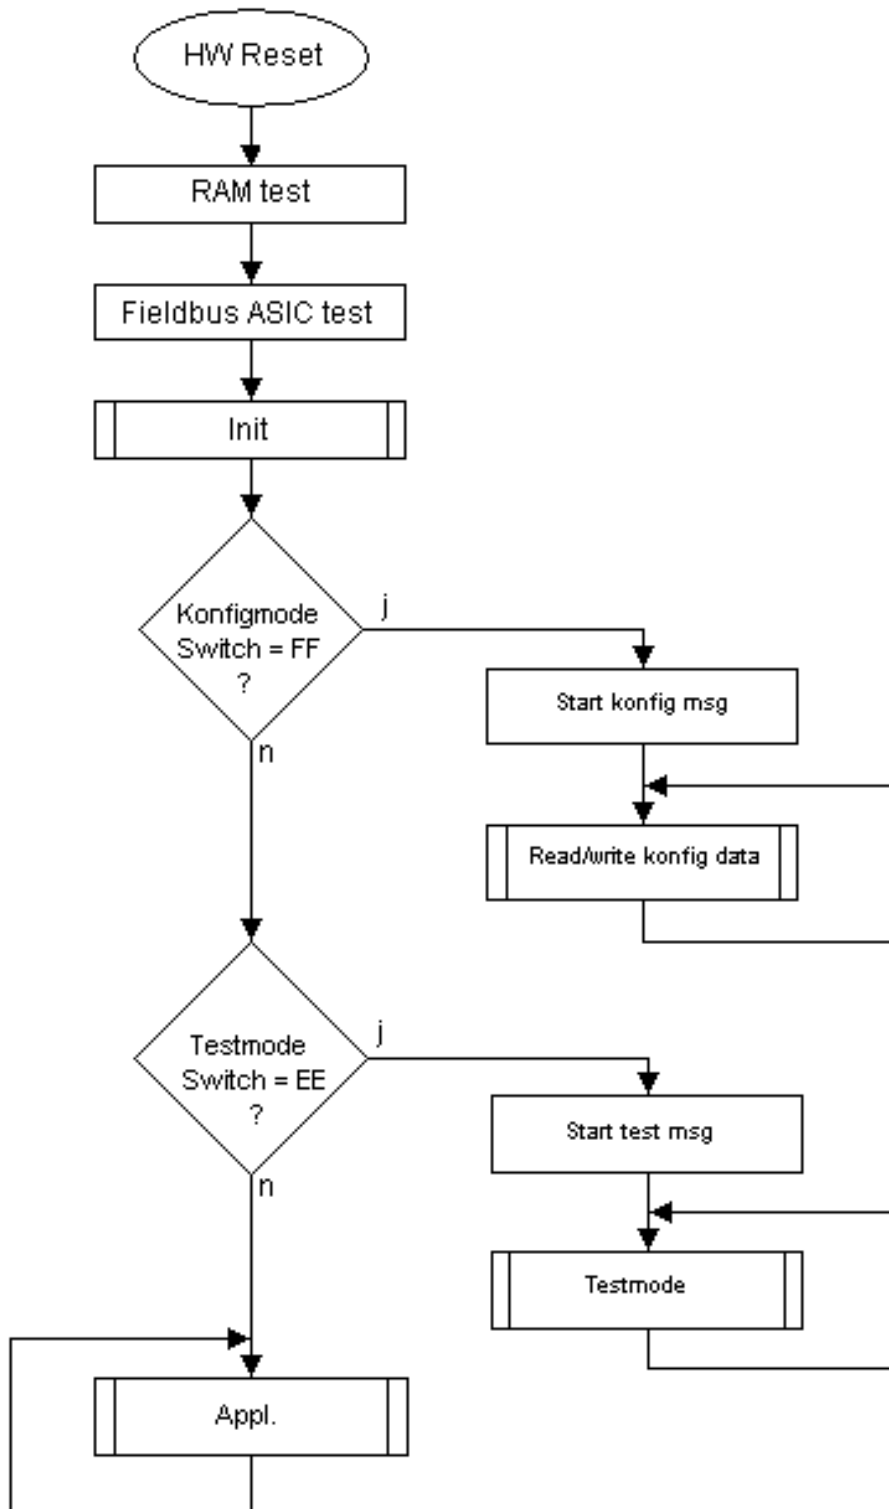 HW Reset
RAM test
Fieldbus ASIC test
Init
Konfigmode
Switch = FF
?
j
n
Start konfig msg
Read/write konfig data
Testmode
Switch = EE
?
j
n
Start test msg
Testmode
Appl.